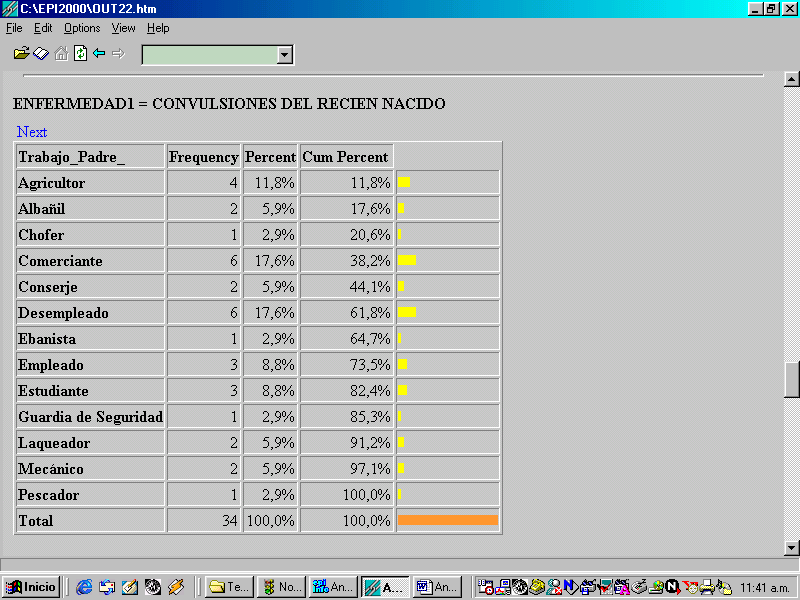 C:\EPI2000\OUT22.htm
File Edit Options View Help
ENFERMEDAD1 = CONVULSIONES DEL RECIEN NACIDO
Next
Trabajo_Padre_ Frequency Percent Cum Percent
Agricultor 4 11,8% 11,8%
Albañil 2 5,9% 17,6%
Chofer 1 2,9% 20,6%
Comerciante 6 17,6% 38,2%
Conserje 2 5,9% 44,1%
Desempleado 6 17,6% 61,8%
Ebanista 1 2,9% 64,7%
Empleado 3 8,8% 73,5%
Estudiante 3 8,8% 82,4%
Guardia de Seguridad 1 2,9% 85,3%
Laqueador 2 5,9% 91,2%
Mecánico 2 5,9% 97,1%
Pescador 1 2,9% 100,0%
Total 34 100,0% 100,0%
Inicio Te... No... An... A... An... 11:41 a.m.